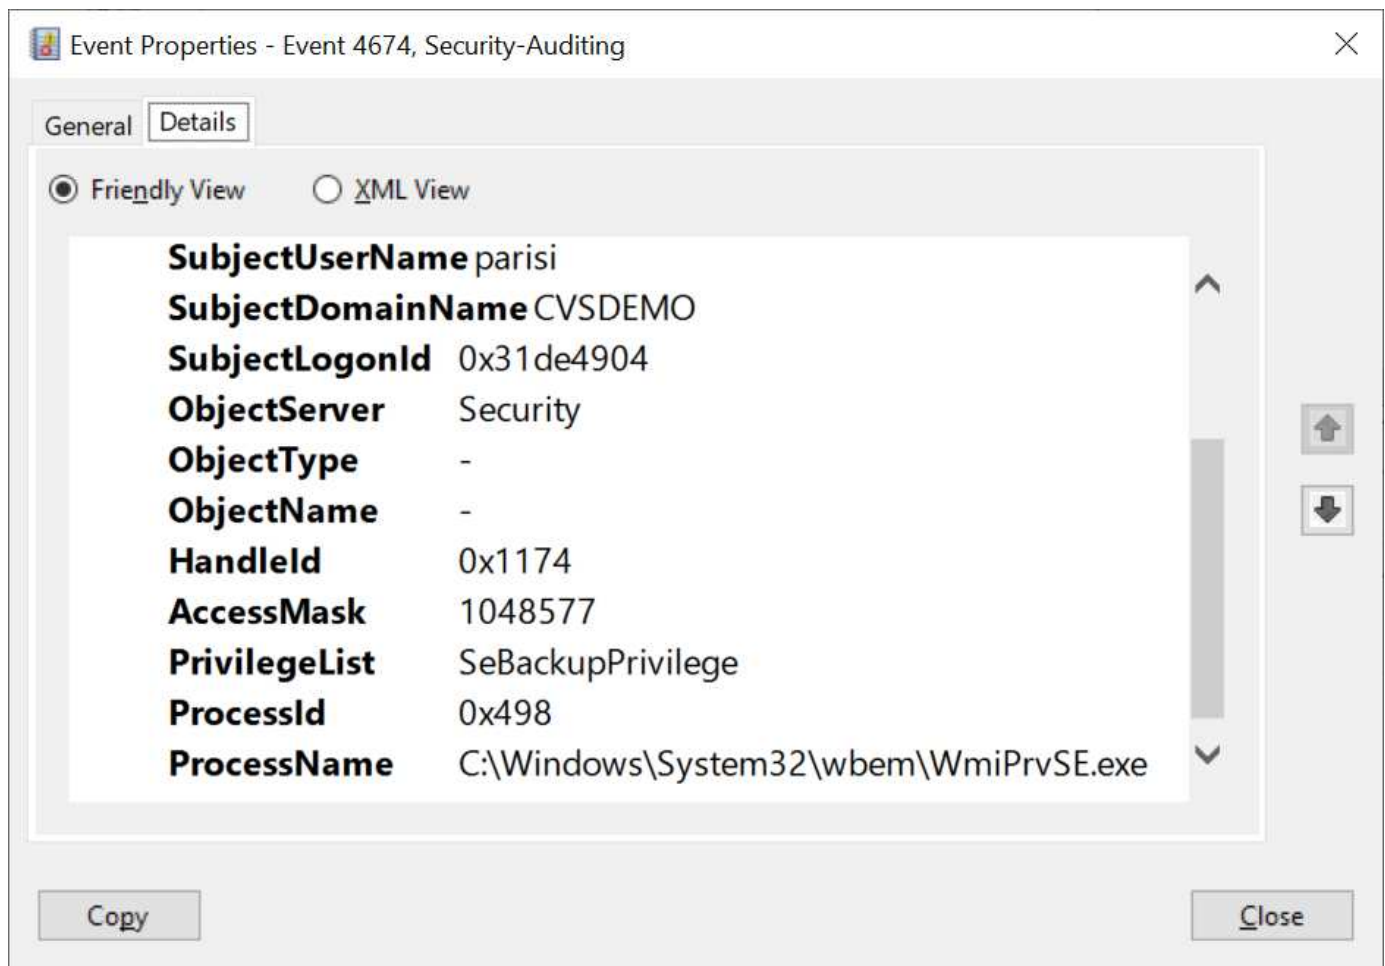 Event Properties - Event 4674, Security-Auditing
General Details
Friendly View XML View
SubjectUserName parisi
SubjectDomainName CVSDEMO
SubjectLogonId 0x31de4904
ObjectServer Security
ObjectType -
ObjectName -
HandleId 0x1174
AccessMask 1048577
PrivilegeList SeBackupPrivilege
ProcessId 0x498
ProcessName C:\Windows\System32\wbem\WmiPrvSE.exe
Copy Close